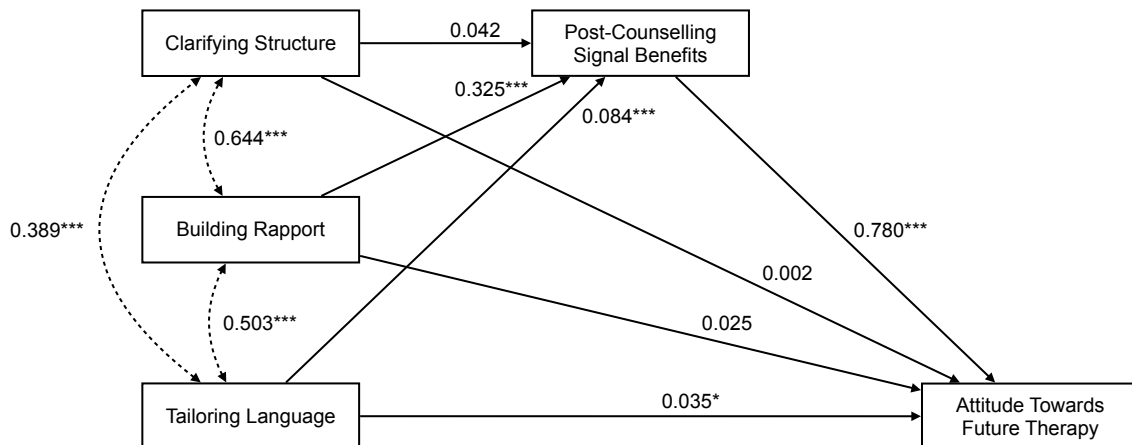 Clarifying Structure
0.042
Post-Counselling
Signal Benefits
0.325***
0.084***
0.644***
0.389***
Building Rapport
0.780***
0.002
0.503***
0.025
Tailoring Language
0.035*
Attitude Towards
Future Therapy